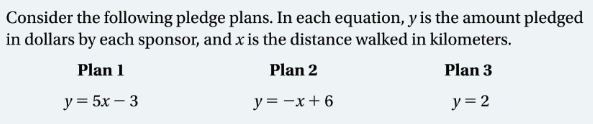 Consider the following pledge plans. In each equation, y is the amount pledged
in dollars by each sponsor, and x is the distance walked in kilometers.
Plan 1 Plan 2 Plan 3
y = 5x − 3 y = −x + 6 y = 2